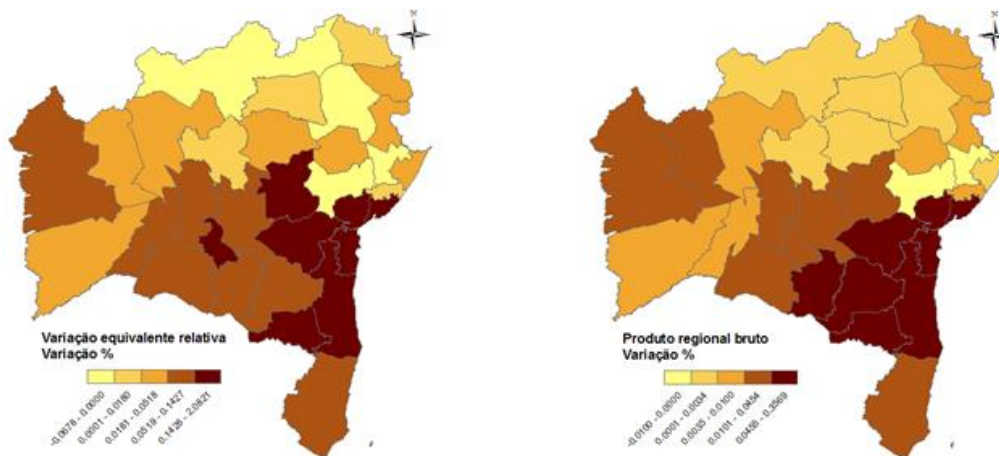 Variação equivalente relativa
Variação %
-0.0678 - 0.0000
0.0001 - 0.0180
0.0181 - 0.0518
0.0519 - 0.1427
0.1428 - 2.0821
Produto regional bruto
Variação %
-0.0100 - 0.0000
0.0001 - 0.0034
0.0035 - 0.0100
0.0101 - 0.0454
0.0455 - 0.3569